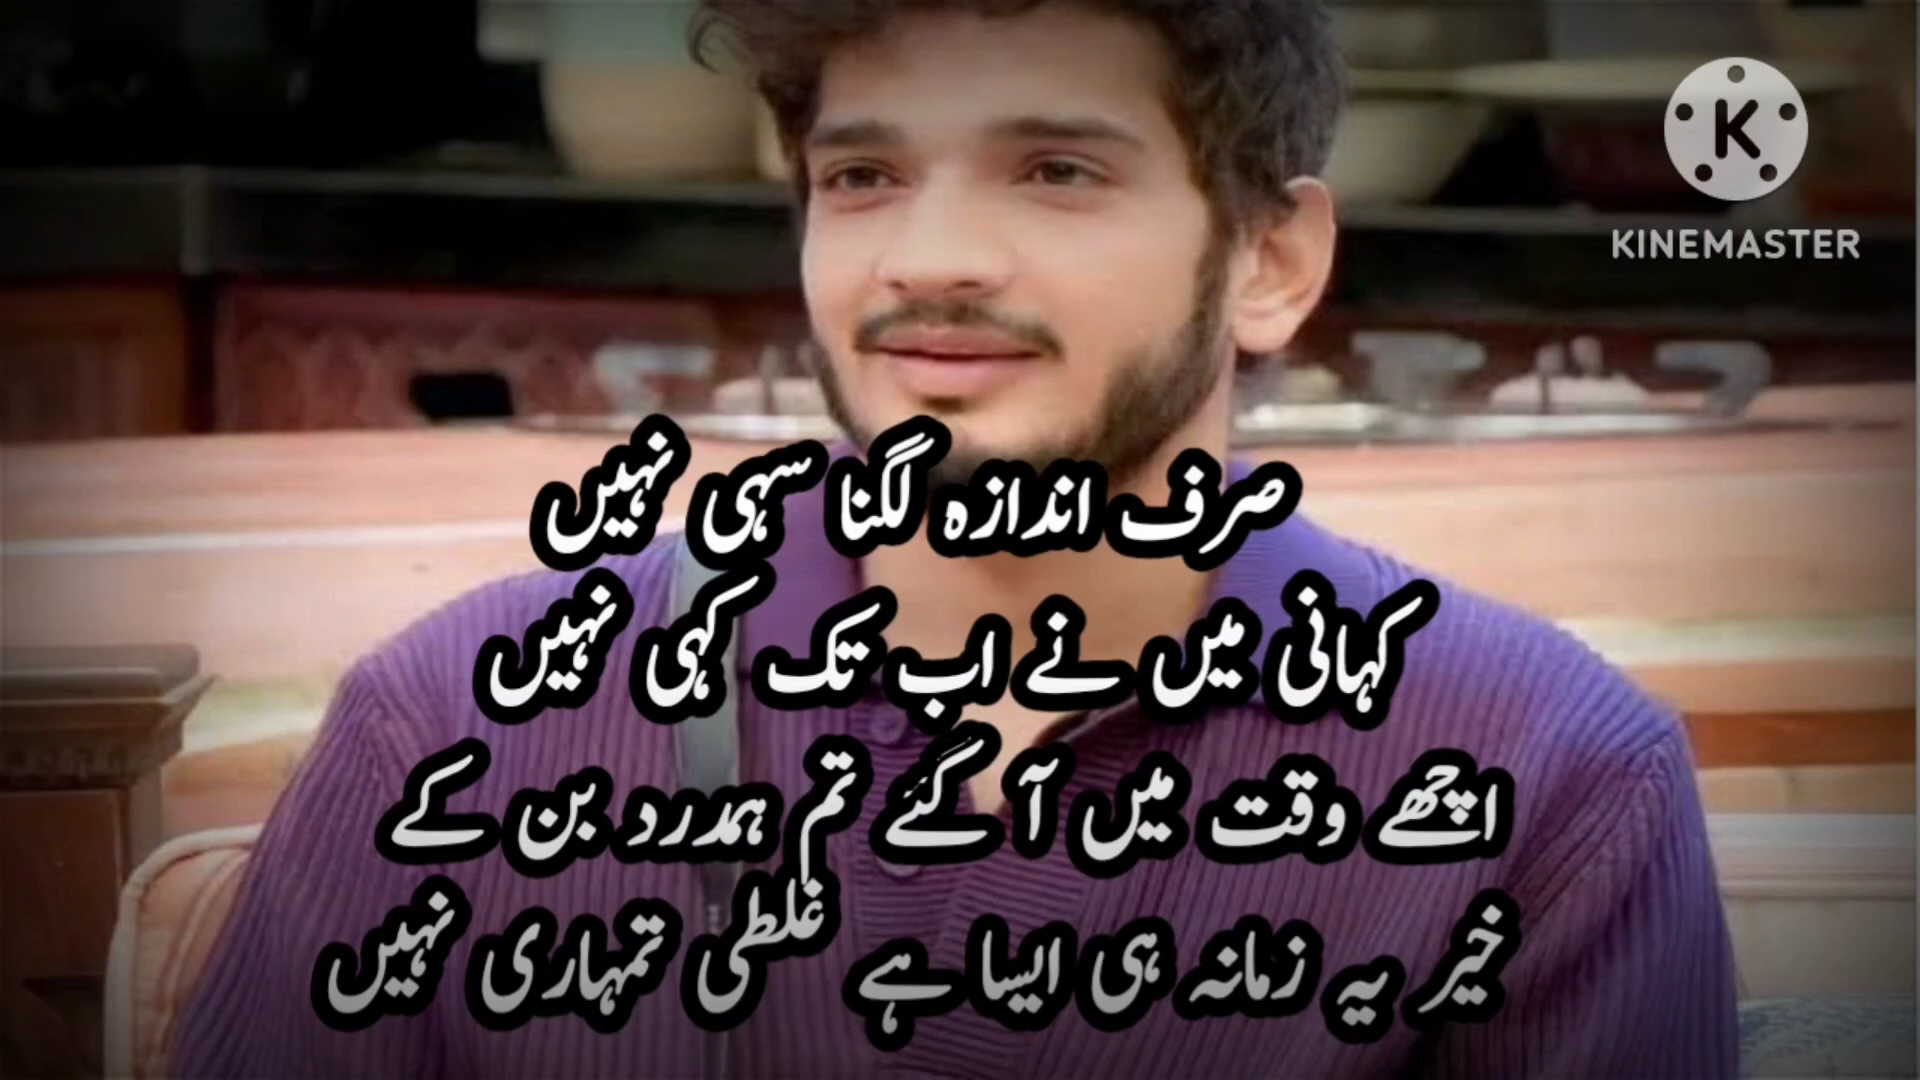 KINEMASTER
صرف اندازہ لگنا سہی نہیں
کہانی میں نے اب تک کہی نہیں
اچھے وقت میں آ گئے تم ہمدرد بن کے
خیر یہ زمانہ ہی ایسا ہے غلطی تمہاری نہیں